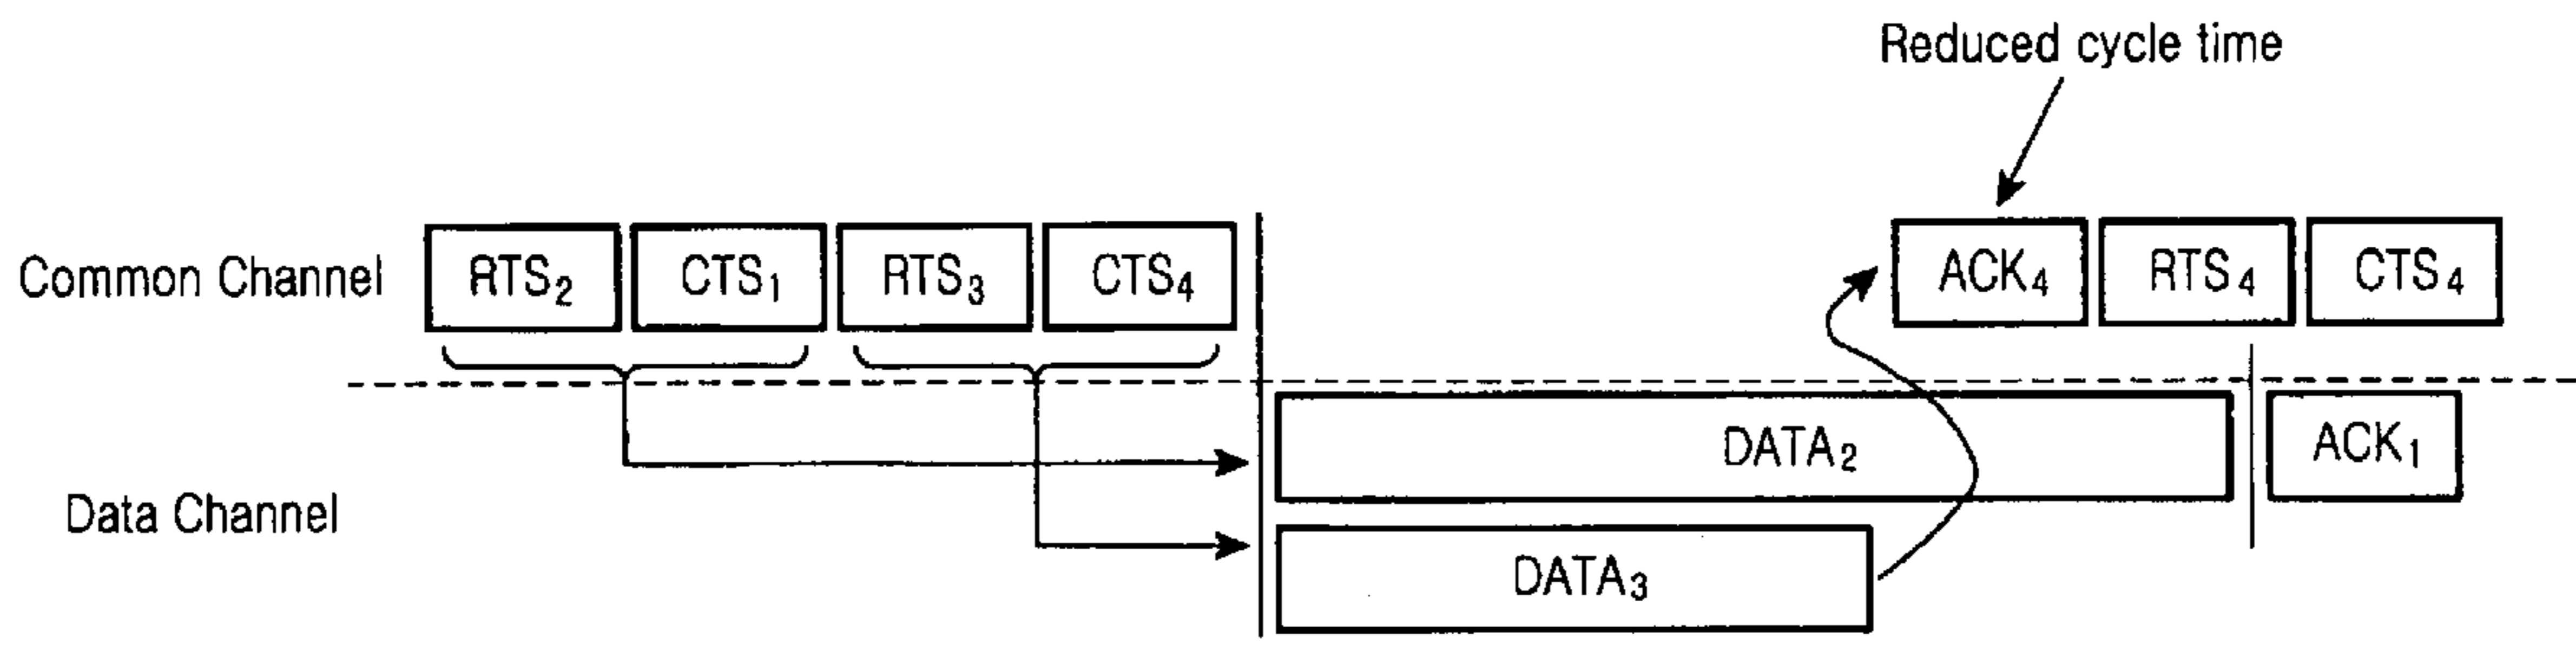 Reduced cycle time
Common Channel
RTS₂
CTS₁
RTS₃
CTS₄
ACK₄
RTS₄
CTS₄
Data Channel
DATA₂
ACK₁
DATA₃